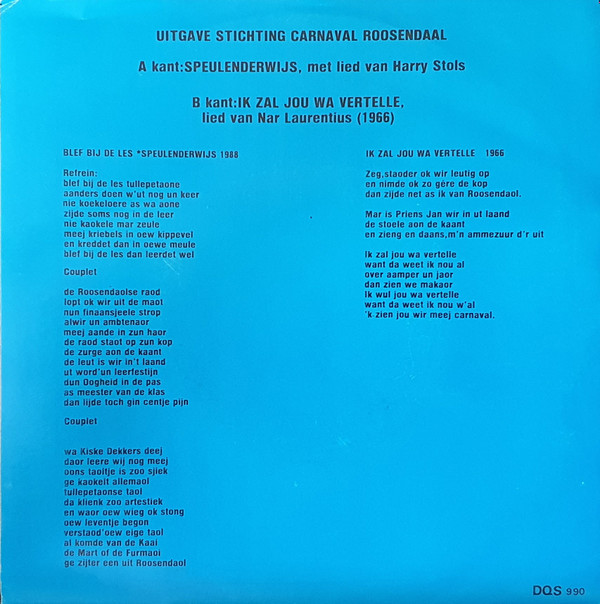 UITGAVE STICHTING CARNAVAL ROOSENDAAL
A kant:SPEULENDERWIJS, met lied van Harry Stols
B kant:IK ZAL JOU WA VERTELLE,
lied van Nar Laurentius (1966)
BLEF BIJ DE LES *SPEULENDERWIJS 1988
Refrein:
blef bij de les tullepetaone
aanders doen w'ut nog un keer
nie koekeloere as wa aone
zijde soms nog in de leer
nie kaokele mar zeule
meej kriebels in oew kippevel
en kreddet dan in oewe meule
blef bij de les dan leerdet wel
Couplet
de Roosendaolse raod
lopt ok wir uit de maot
nun finaansjeele strop
alwir un ambtenaor
meej aande in zun haor
de raod staot op zun kop
de zurge aon de kaant
de leut is wir in't laand
ut word'un leerfestijn
dun Oogheid in de pas
as meester van de klas
dan lijde toch gin centje pijn
Couplet
wa Kiske Dekkers deej
daor leere wij nog meej
oons taoltje is zoo sjiek
ge kaokelt allemaol
tullepetaonse taol
da klienk zoo artestiek
en waor oew wieg ok stong
oew leventje begon
verstaod'oew eige taol
al komde van de Kaai
de Mart of de Furmaoi
ge zijter een uit Roosendaol
IK ZAL JOU WA VERTELLE 1966
Zeg,staoder ok wir leutig op
en nimde ok zo gère de kop
dan zijde net as ik van Roosendaol.
Mar is Priens Jan wir in ut laand
de stoele aon de kaant
en zieng en daans,m'n ammezuur d'r uit
Ik zal jou wa vertelle
want da weet ik nou al
over aamper un jaor
dan zien we makaor
Ik wul jou wa vertelle
want da weet ik nou w'al
'k zien jou wir meej carnaval.
DQS 990